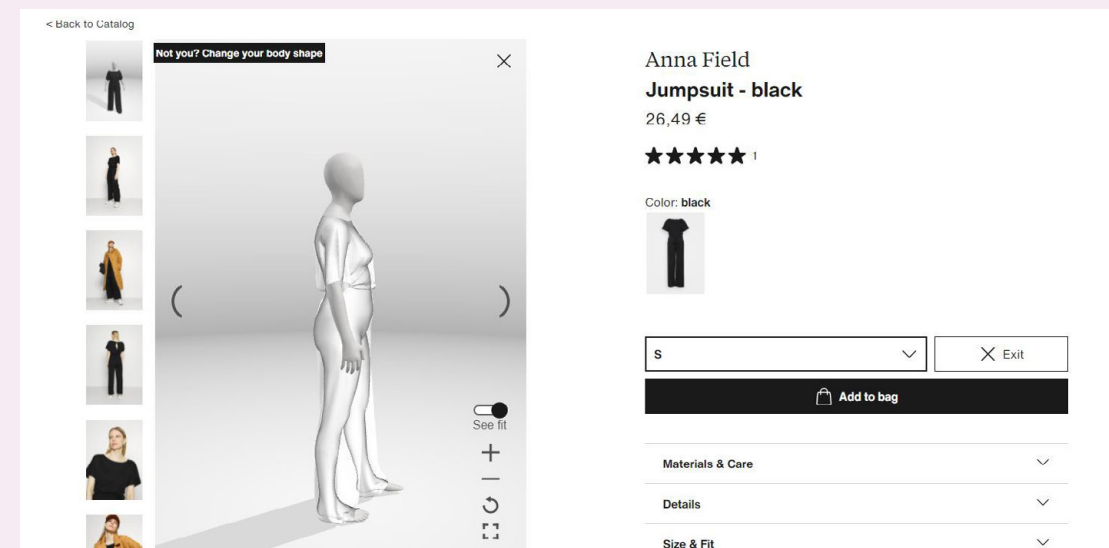 < Back to Catalog
Not you? Change your body shape
See fit
Anna Field
Jumpsuit - black
26,49 €
1
Color: black
S
Exit
Add to bag
Materials & Care
Details
Size & Fit